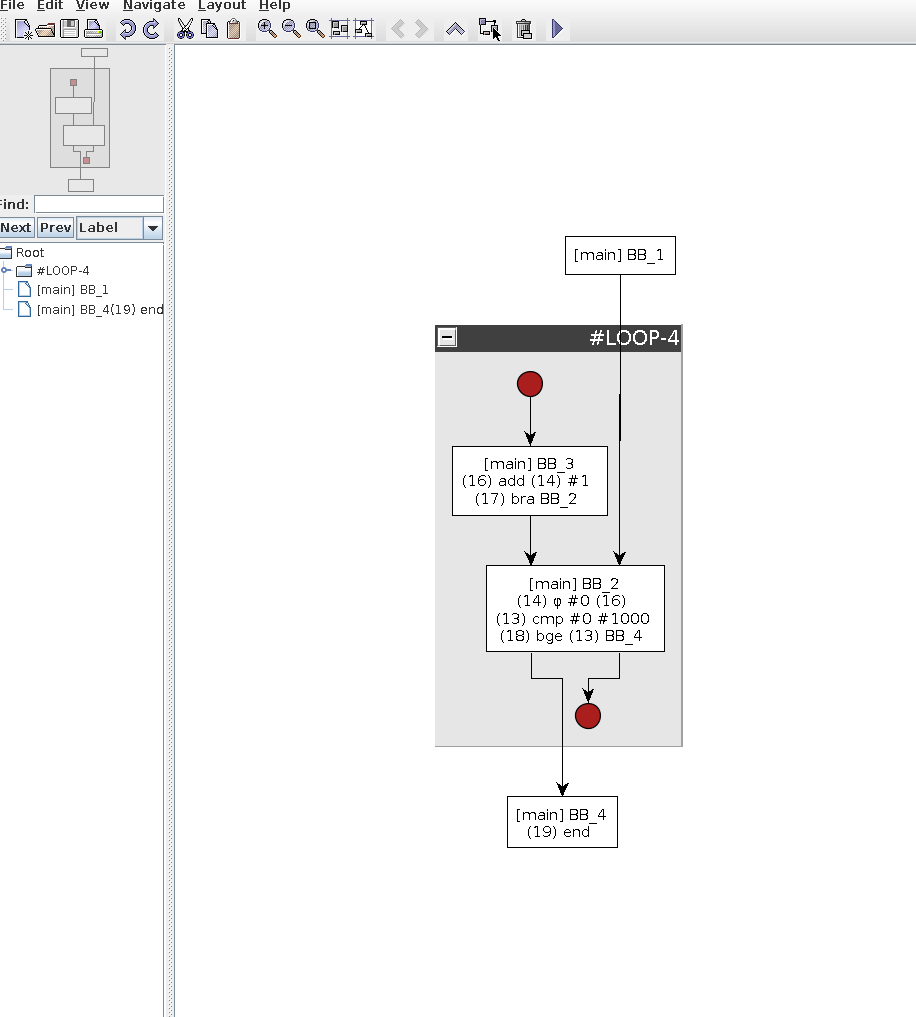 File Edit View Navigate Layout Help
Find:
Next Prev Label
Root
#LOOP-4
[main] BB_1
[main] BB_4(19) end
[main] BB_1
#LOOP-4
[main] BB_3
(16) add (14) #1
(17) bra BB_2
[main] BB_2
(14) φ #0 (16)
(13) cmp #0 #1000
(18) bge (13) BB_4
[main] BB_4
(19) end